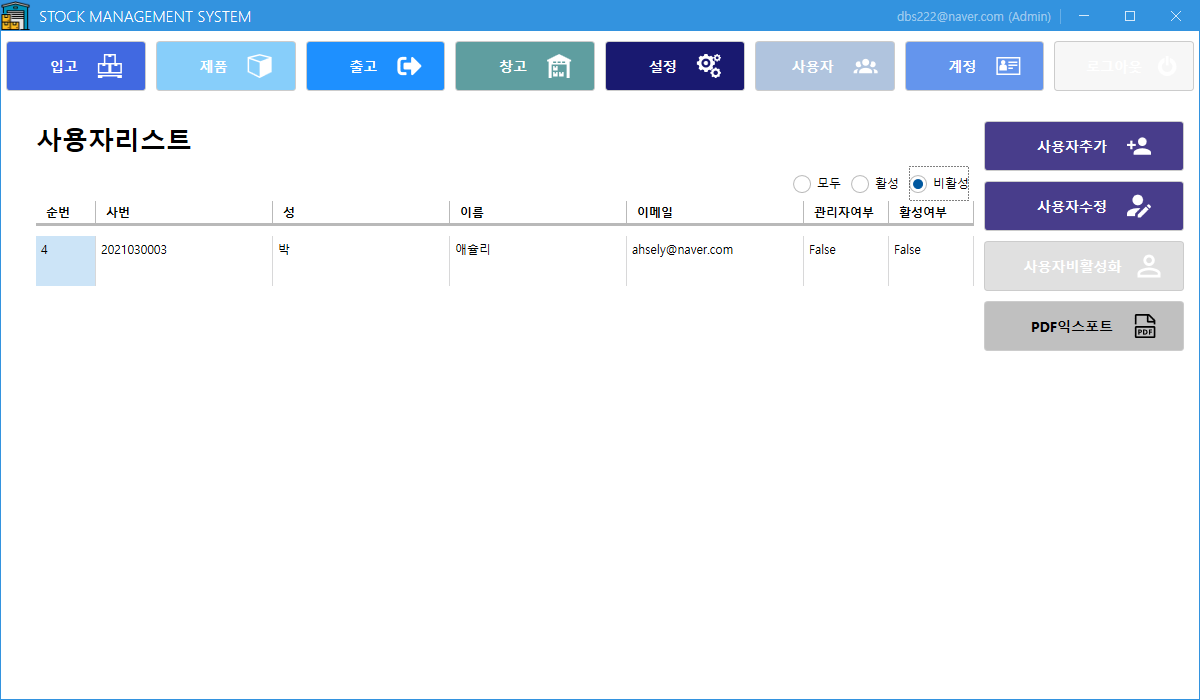 STOCK MANAGEMENT SYSTEM
dbs222@naver.com (Admin)
입고 제품 출고 창고 설정 사용자 계정 로그아웃
사용자리스트
사용자추가
모두 활성 비활성
사용자수정
순번 사번 성 이름 이메일 관리자여부 활성여부
4 2021030003 박 애슐리 ahsely@naver.com False False
사용자비활성화
PDF익스포트
PDF